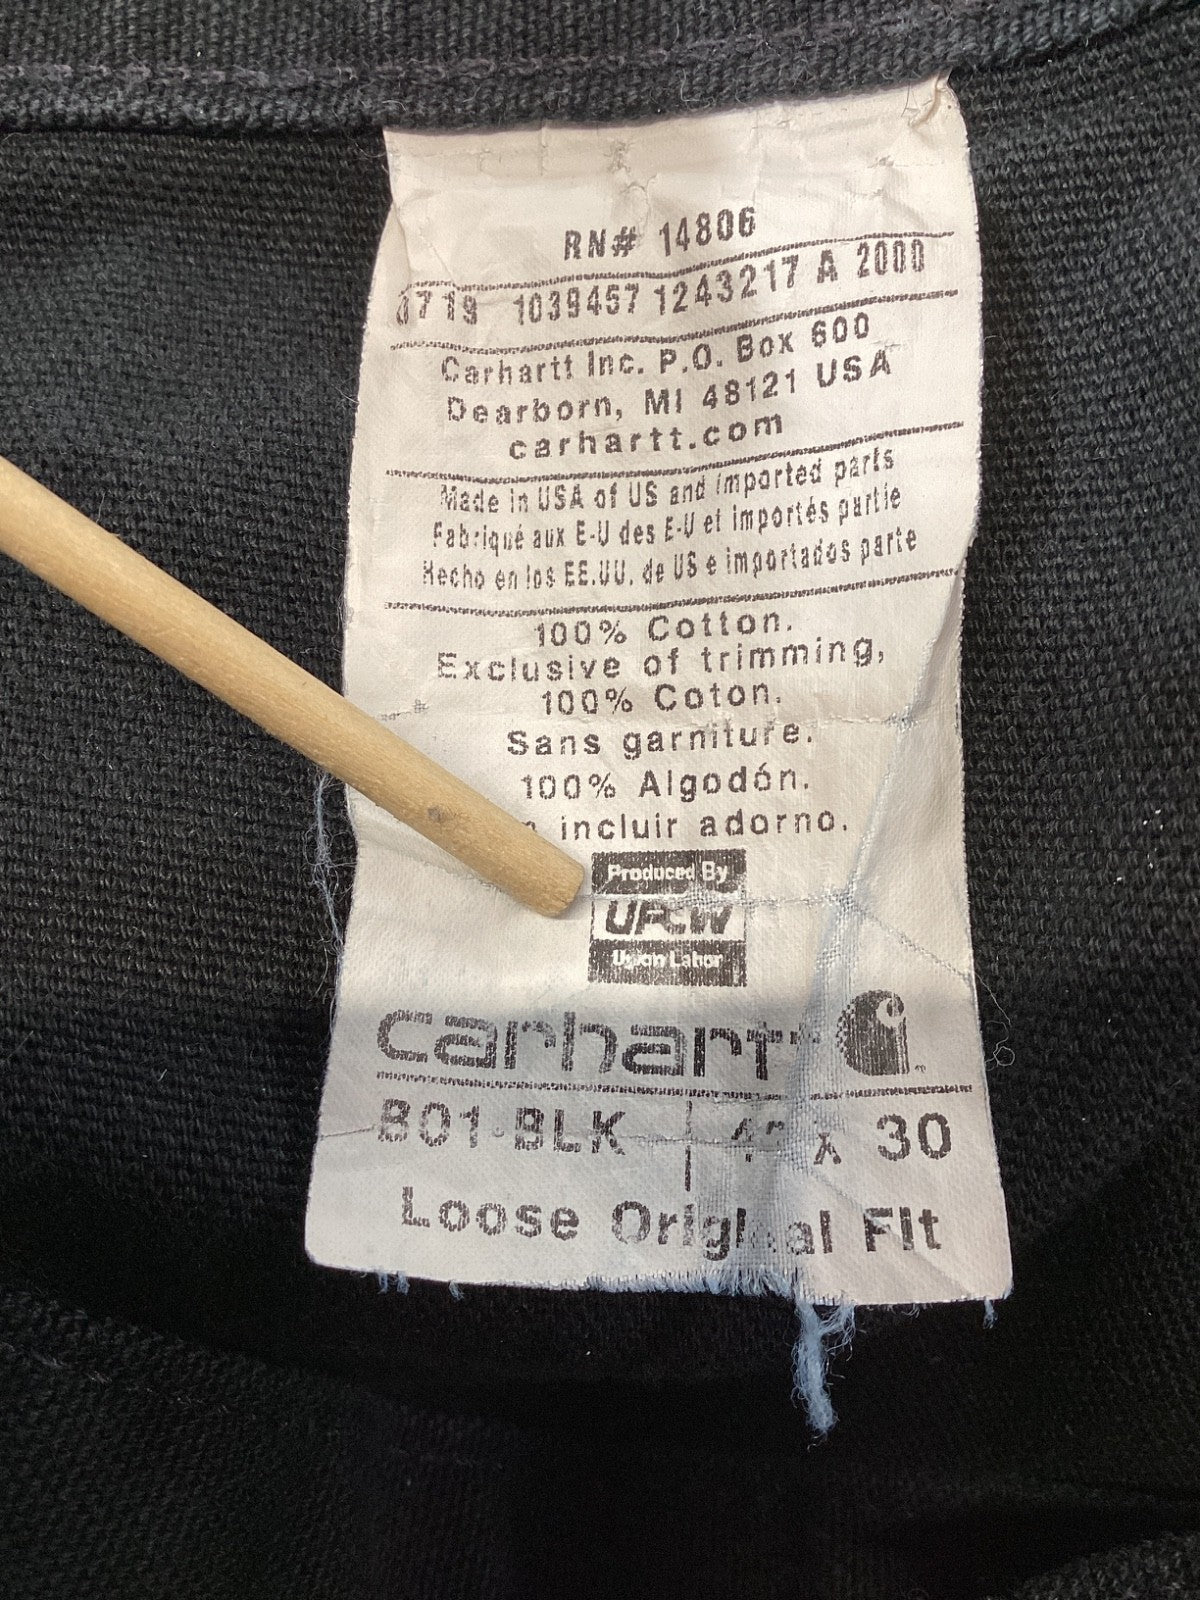 RN# 14806
1039457 1243217 A 2000
Carhartt Inc. P.O. Box 600
Dearborn, MI 48121 USA
carhartt.com
Made in USA of US and imported parts
Fabriqué aux E-U des E-U et importés partie
Hecho en los EE.UU. de US e importados parte
100% Cotton.
Exclusive of trimming,
100% Coton.
Sans garniture.
100% Algodón.
incluir adorno.
Produced By
UFCW
Union Labor
carhartt
B01 BLK x 30
Loose Original Fit